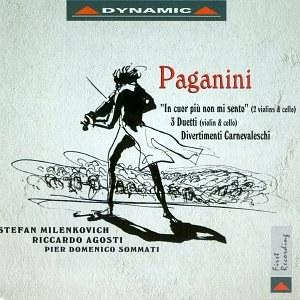 DYNAMIC
Paganini
"In cuor più non mi sento" (2 violins & cello)
3 Duetti (violin & cello)
Divertimenti Carnevaleschi
STEFAN MILENKOVICH
RICCARDO AGOSTI
PIER DOMENICO SOMMATI
First
Recording